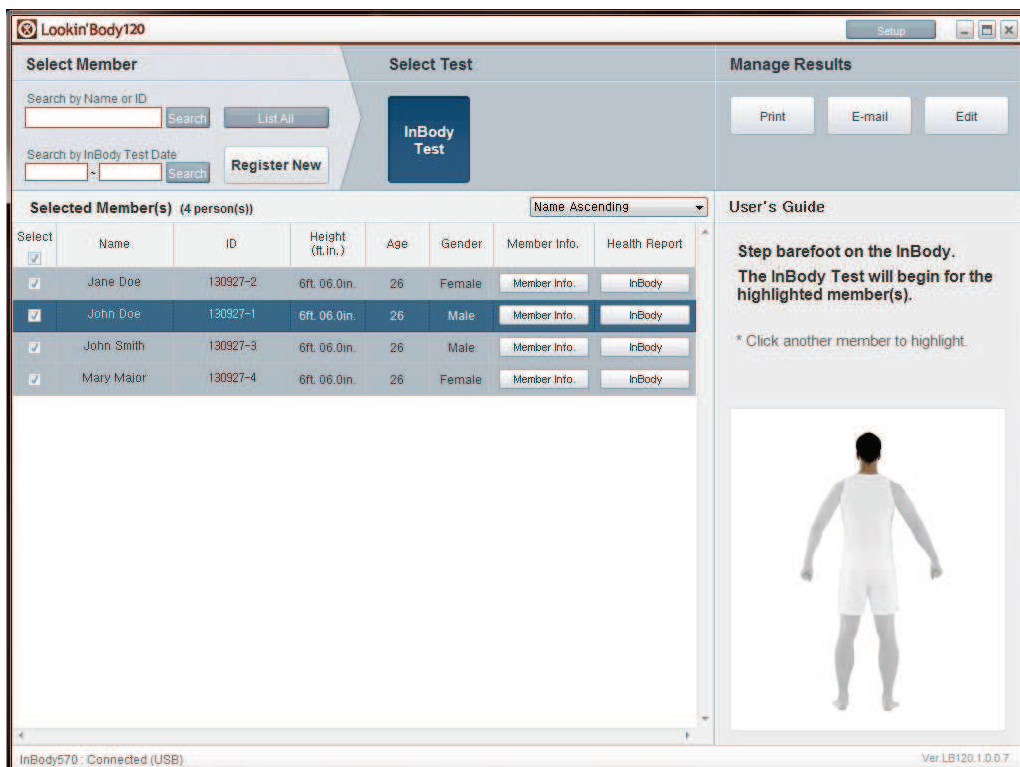 Lookin'Body120
Setup
Select Member
Select Test
Manage Results
Search by Name or ID
Search
List All
Search by InBody Test Date
~
Search
Register New
InBody
Test
Print
E-mail
Edit
Selected Member(s) (4 person(s))
Name Ascending
User's Guide
Select
Name
ID
Height
(ft.in.)
Age
Gender
Member Info.
Health Report
Jane Doe 130927-2 6ft. 06.0in. 26 Female Member Info. InBody
John Doe 130927-1 6ft. 06.0in. 26 Male Member Info. InBody
John Smith 130927-3 6ft. 06.0in. 26 Male Member Info. InBody
Mary Major 130927-4 6ft. 06.0in. 26 Female Member Info. InBody
Step barefoot on the InBody.
The InBody Test will begin for the
highlighted member(s).
* Click another member to highlight.
InBody570 : Connected (USB)
Ver.LB120.1.0.0.7